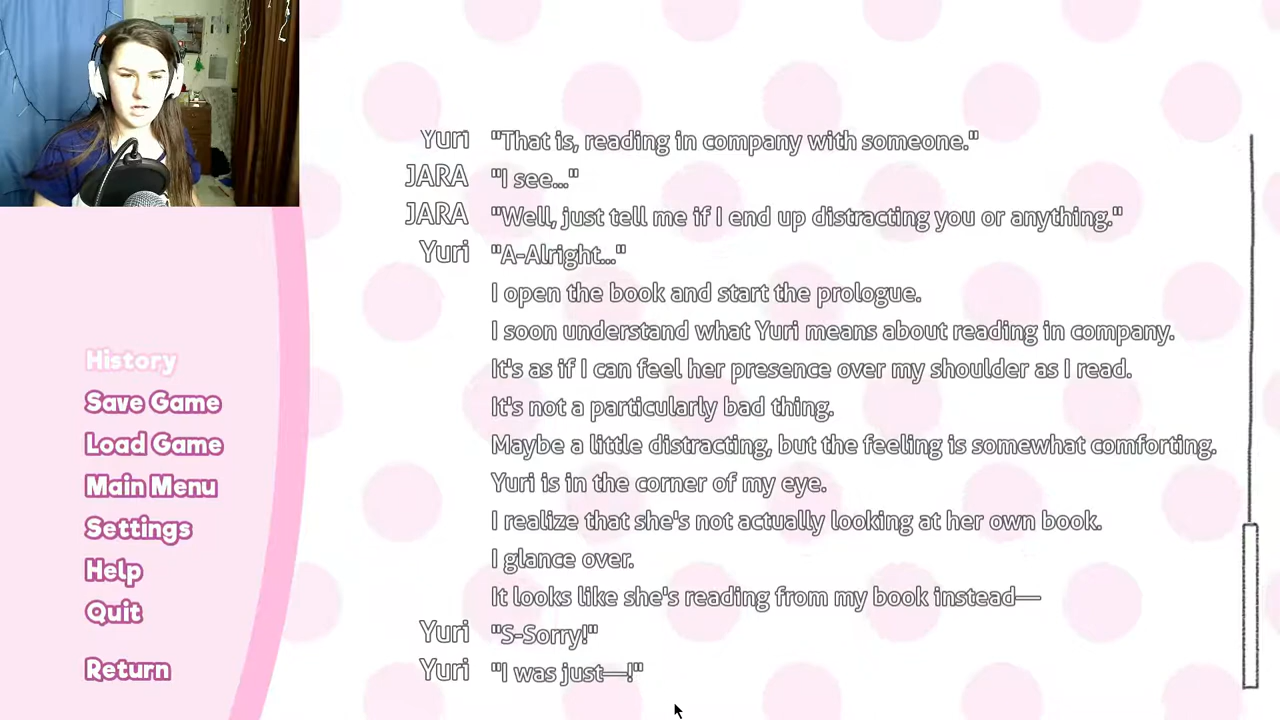 Yuri "That is, reading in company with someone."
JARA "I see..."
JARA "Well, just tell me if I end up distracting you or anything."
Yuri "A-Alright..."
I open the book and start the prologue.
I soon understand what Yuri means about reading in company.
It's as if I can feel her presence over my shoulder as I read.
It's not a particularly bad thing.
Maybe a little distracting, but the feeling is somewhat comforting.
Yuri is in the corner of my eye.
I realize that she's not actually looking at her own book.
I glance over.
It looks like she's reading from my book instead—
Yuri "S-Sorry!"
Yuri "I was just—!"
History
Save Game
Load Game
Main Menu
Settings
Help
Quit
Return